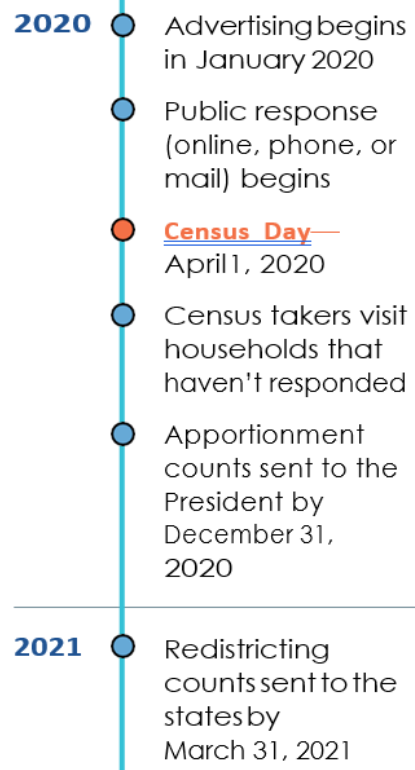 2020
Advertising begins
in January 2020
Public response
(online, phone, or
mail) begins
Census Day—
April 1, 2020
Census takers visit
households that
haven’t responded
Apportionment
counts sent to the
President by
December 31,
2020
2021
Redistricting
counts sent to the
states by
March 31, 2021